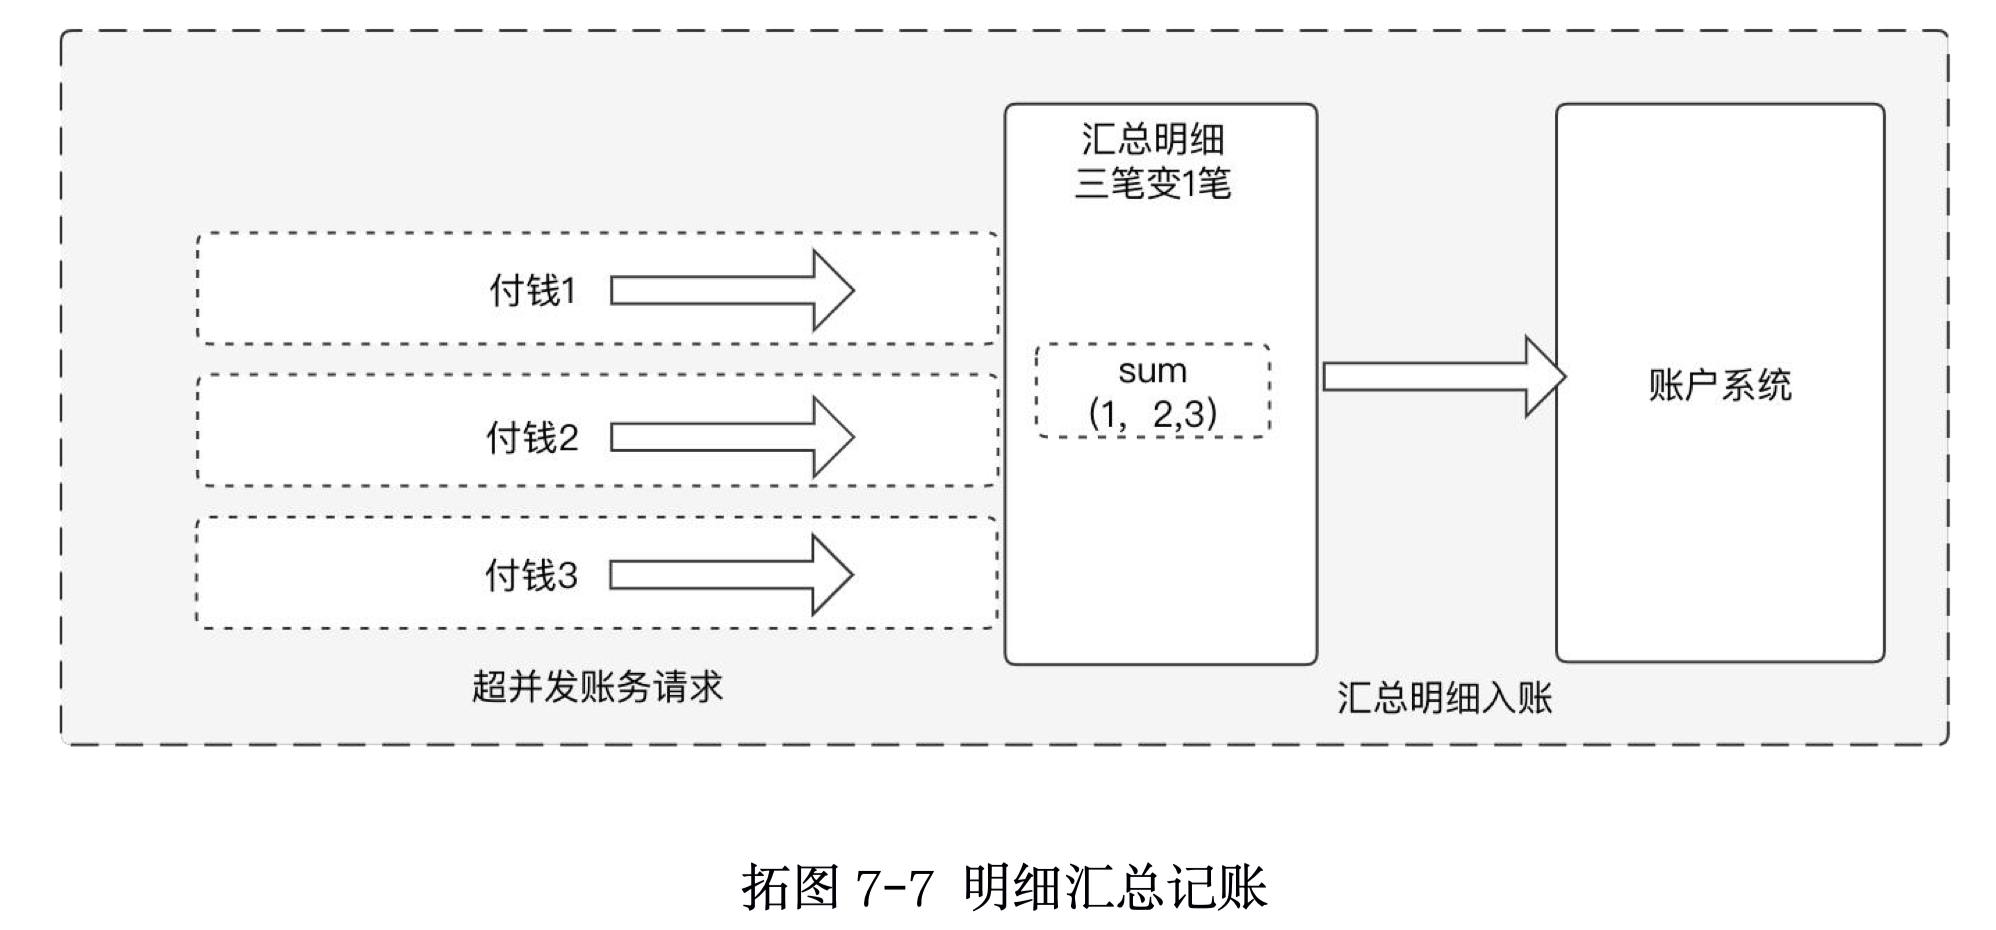 汇总明细
三笔变1笔
付钱1
付钱2
付钱3
sum
(1，2,3)
账户系统
超并发账务请求
汇总明细入账
拓图 7-7 明细汇总记账